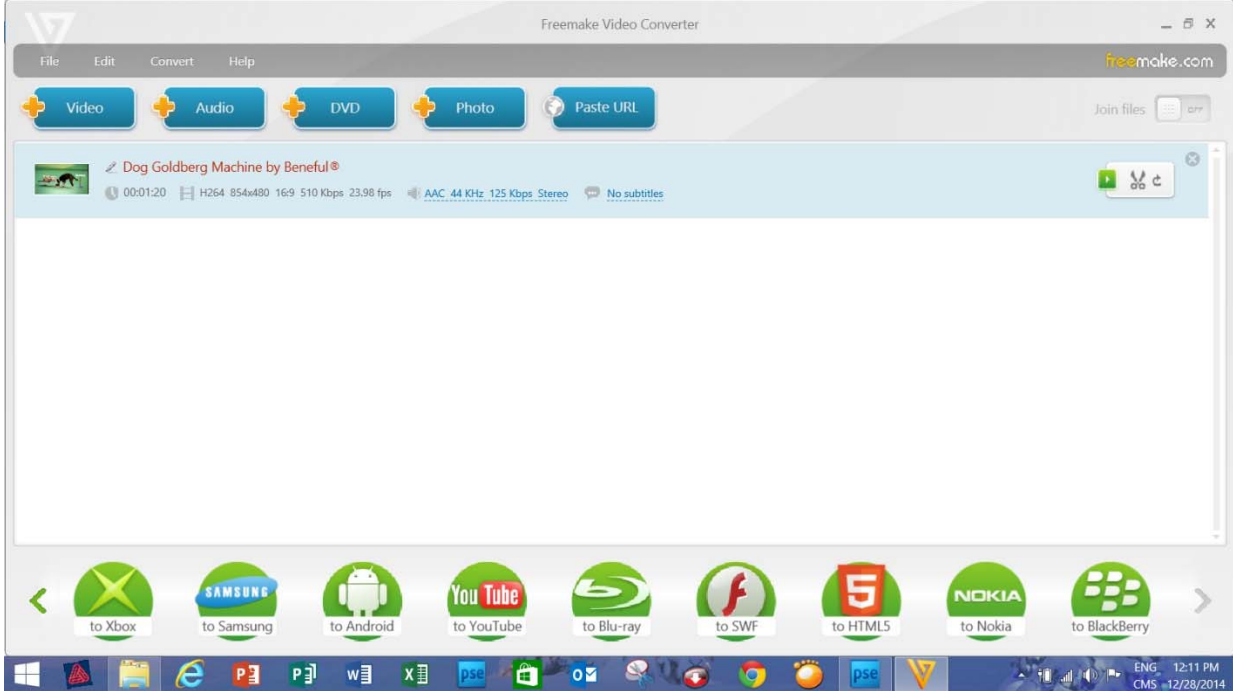 Freemake Video Converter
File Edit Convert Help
freemake.com
Video Audio DVD Photo Paste URL
Join files OFF
Dog Goldberg Machine by Beneful®
00:01:20 H264 854x480 16:9 510 Kbps 23.98 fps AAC 44 KHz 125 Kbps Stereo No subtitles
SAMSUNG
You Tube
5
NOKIA
to Xbox to Samsung to Android to YouTube to Blu-ray to SWF to HTML5 to Nokia to BlackBerry
pse
pse
ENG 12:11 PM
CMS 12/28/2014